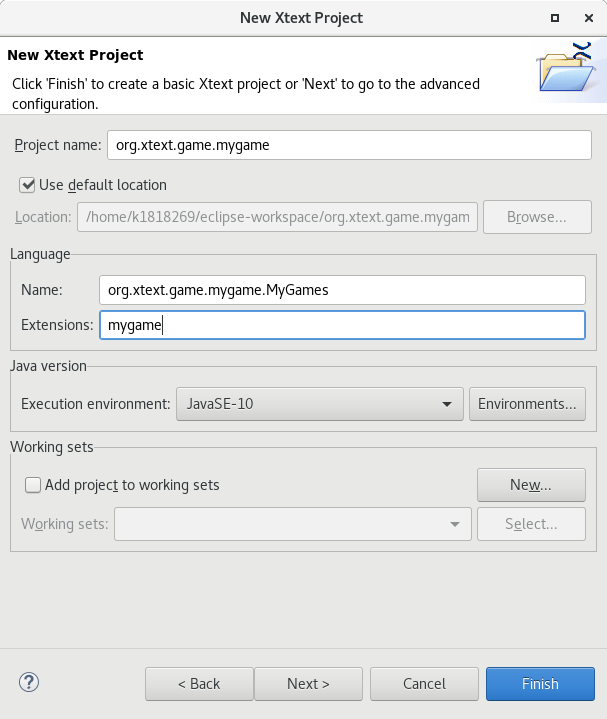 New Xtext Project
New Xtext Project
Click 'Finish' to create a basic Xtext project or 'Next' to go to the advanced
configuration.
Project name: org.xtext.game.mygame
Use default location
Location: /home/k1818269/eclipse-workspace/org.xtext.game.mygam Browse...
Language
Name: org.xtext.game.mygame.MyGames
Extensions: mygame
Java version
Execution environment: JavaSE-10 Environments...
Working sets
Add project to working sets New...
Working sets: Select...
? < Back Next > Cancel Finish